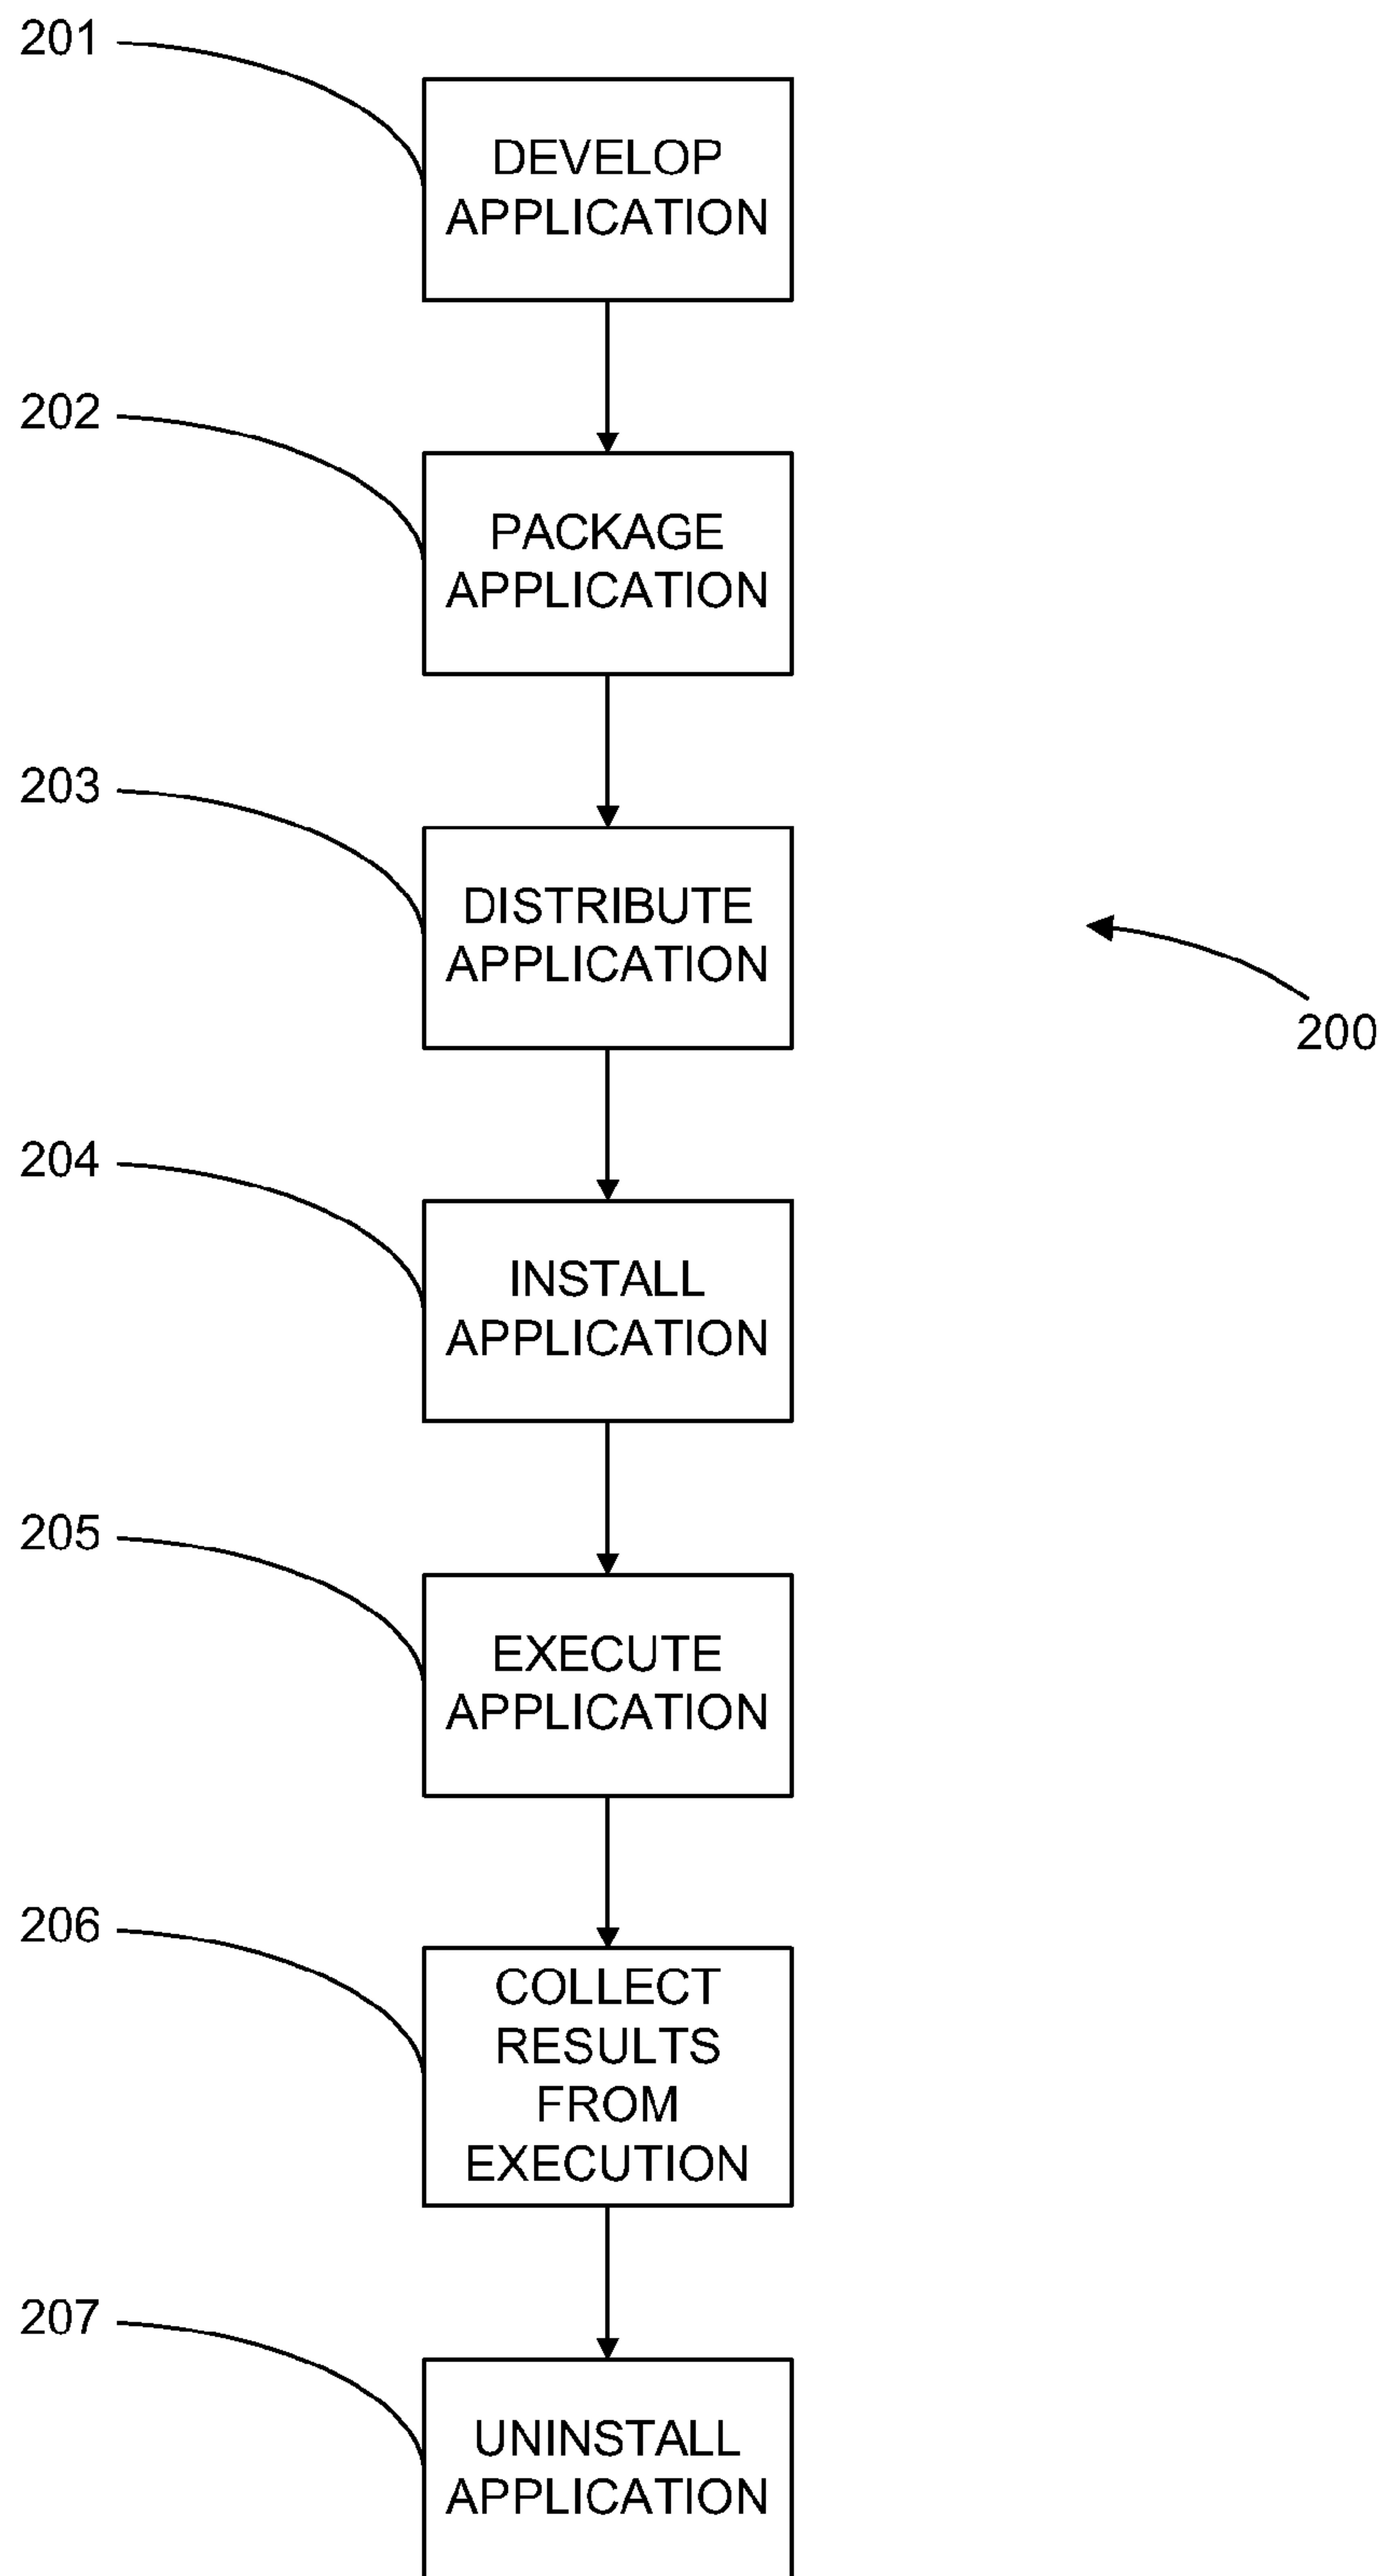 201
DEVELOP
APPLICATION
202
PACKAGE
APPLICATION
203
DISTRIBUTE
APPLICATION
200
204
INSTALL
APPLICATION
205
EXECUTE
APPLICATION
206
COLLECT
RESULTS
FROM
EXECUTION
207
UNINSTALL
APPLICATION